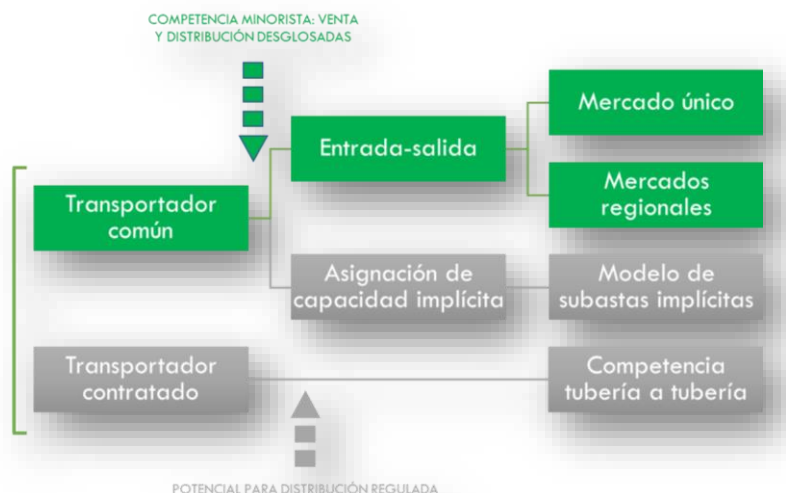 COMPETENCIA MINORISTA: VENTA
Y DISTRIBUCIÓN DESGLOSADAS
Mercado único
Entrada-salida
Mercados
regionales
Transportador
común
Asignación de
capacidad implícita
Modelo de
subastas implícitas
Transportador
contratado
Competencia
tubería a tubería
POTENCIAL PARA DISTRIBUCIÓN REGULADA